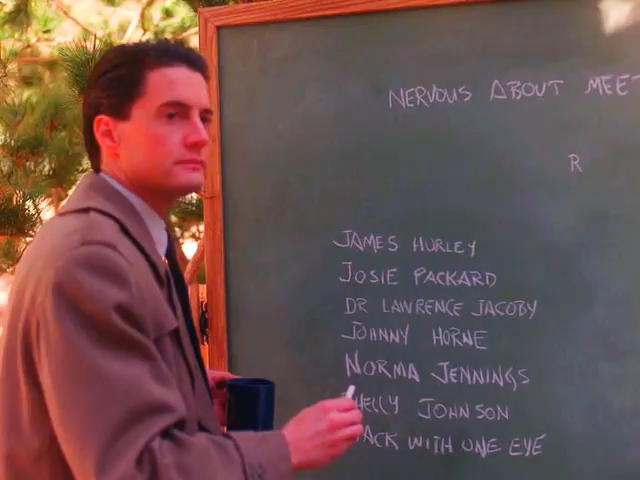 NERVOUS ABOUT MEET
R
JAMES HURLEY
JOSIE PACKARD
DR LAWRENCE JACOBY
JOHNNY HORNE
NORMA JENNINGS
HELLY JOHNSON
ACK WITH ONE EYE